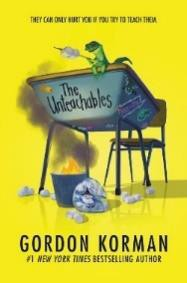 THEY CAN ONLY HURT YOU IF YOU TRY TO TEACH THEM.
The
Unteachables
GORDON KORMAN
#1 NEW YORK TIMES BESTSELLING AUTHOR